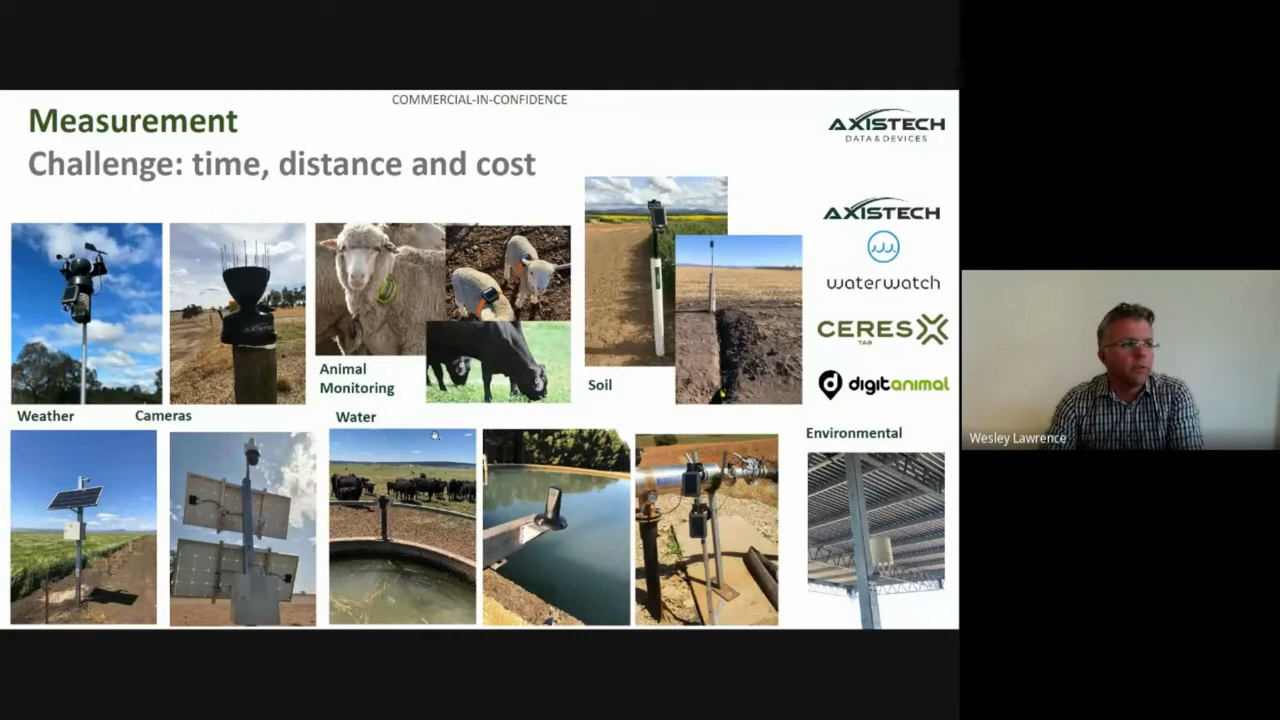 COMMERCIAL-IN-CONFIDENCE
Measurement
Challenge: time, distance and cost
AXISTECH
DATA & DEVICES
AXISTECH
waterwatch
CERES
TAG
digitanimal
AXISTECH
Animal
Monitoring
Soil
Weather
Cameras
Water
Environmental
Wesley Lawrence